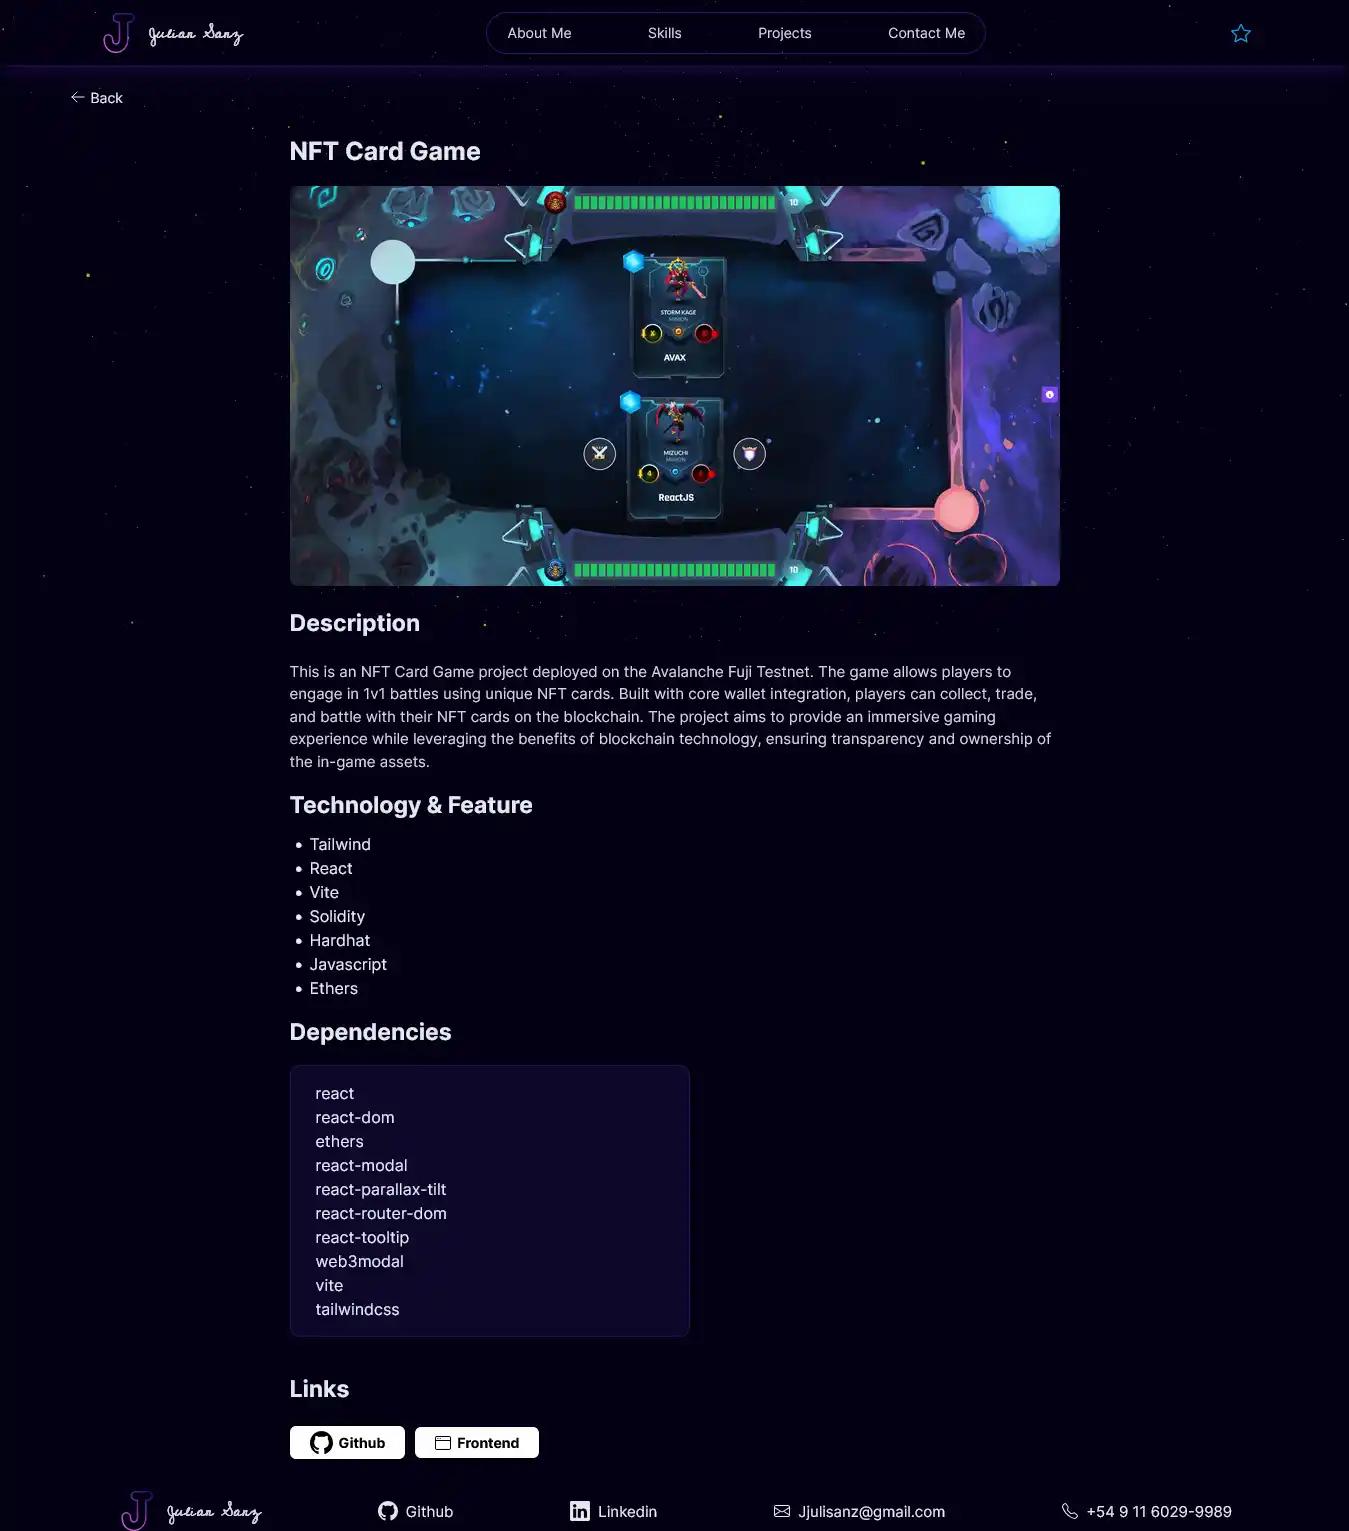 Julian Sanz
About Me
Skills
Projects
Contact Me
Back
NFT Card Game
10
STORM KAGE
MINION
AVAX
MIZUCHI
MINION
4
ReactJS
10
Description
This is an NFT Card Game project deployed on the Avalanche Fuji Testnet. The game allows players to
engage in 1v1 battles using unique NFT cards. Built with core wallet integration, players can collect, trade,
and battle with their NFT cards on the blockchain. The project aims to provide an immersive gaming
experience while leveraging the benefits of blockchain technology, ensuring transparency and ownership of
the in-game assets.
Technology & Feature
Tailwind
React
Vite
Solidity
Hardhat
Javascript
Ethers
Dependencies
react
react-dom
ethers
react-modal
react-parallax-tilt
react-router-dom
react-tooltip
web3modal
vite
tailwindcss
Links
Github
Frontend
Julian Sanz
Github
Linkedin
Jjulisanz@gmail.com
+54 9 11 6029-9989